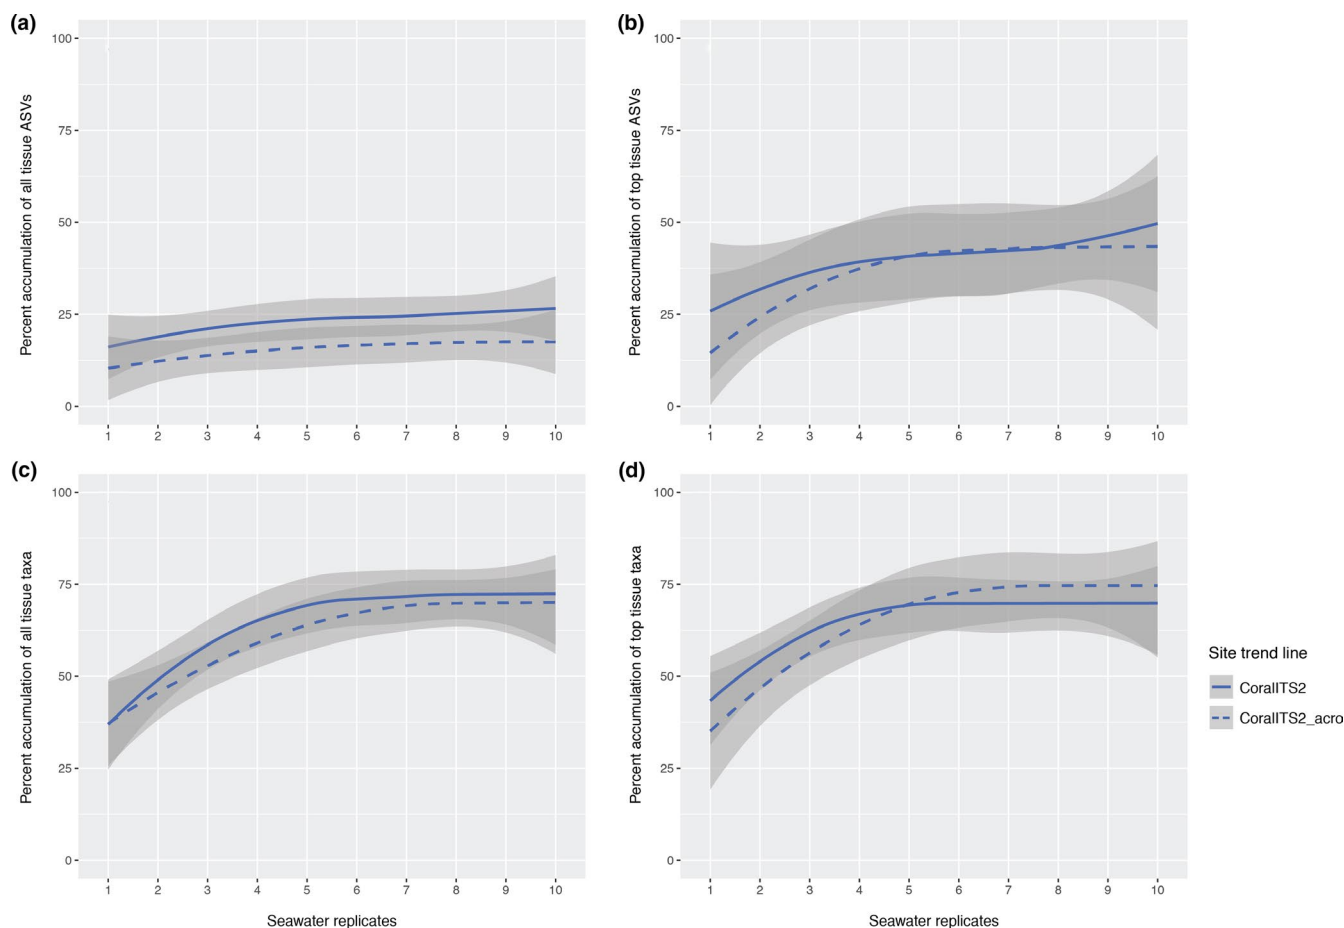 (a)
(b)
Percent accumulation of all tissue ASVs
100
75
50
25
0
1 2 3 4 5 6 7 8 9 10
Percent accumulation of top tissue ASVs
100
75
50
25
0
1 2 3 4 5 6 7 8 9 10
(c)
(d)
Percent accumulation of all tissue taxa
100
75
50
25
0
1 2 3 4 5 6 7 8 9 10
Seawater replicates
Percent accumulation of top tissue taxa
100
75
50
25
0
1 2 3 4 5 6 7 8 9 10
Seawater replicates
Site trend line
CoralITS2
CoralITS2_acro